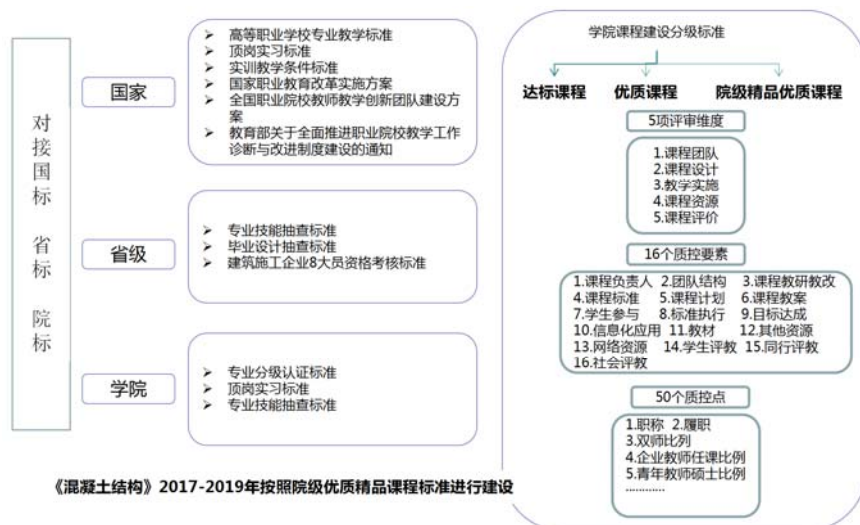 对接国标 省标 院标
国家
高等职业学校专业教学标准
顶岗实习标准
实训教学条件标准
国家职业教育改革实施方案
全国职业院校教师教学创新团队建设方
案
教育部关于全面推进职业院校教学工作
诊断与改进制度建设的通知
省级
专业技能抽查标准
毕业设计抽查标准
建筑施工企业8大员资格考核标准
学院
专业分级认证标准
顶岗实习标准
专业技能抽查标准
《混凝土结构》2017-2019年按照院级优质精品课程标准进行建设
学院课程建设分级标准
达标课程 优质课程 院级精品优质课程
5项评审维度
1.课程团队
2.课程设计
3.教学实施
4.课程资源
5.课程评价
16个质控要素
1.课程负责人 2.团队结构 3.课程教研教改
4.课程标准 5.课程计划 6.课程教案
7.学生参与 8.标准执行 9.目标达成
10.信息化应用 11.教材 12.其他资源
13.网络资源 14.学生评教 15.同行评教
16.社会评教
50个质控点
1.职称 2.履职
3.双师比列
4.企业教师任课比例
5.青年教师硕士比例
…………